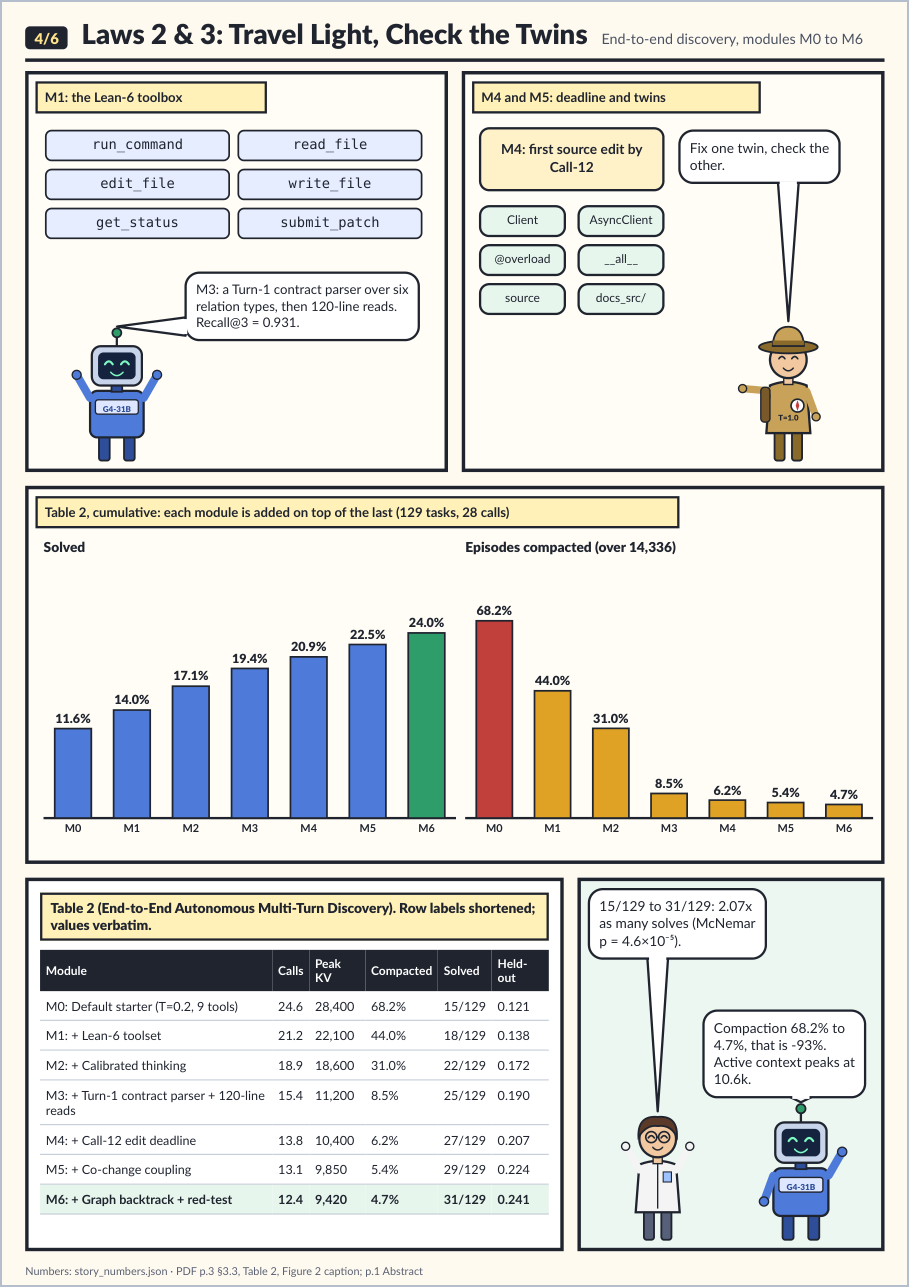 4/6 Laws 2 & 3: Travel Light, Check the Twins End-to-end discovery, modules M0 to M6
M1: the Lean-6 toolbox
run_command read_file
edit_file write_file
get_status submit_patch
M3: a Turn-1 contract parser over six
relation types, then 120-line reads.
Recall@3 = 0.931.
G4-31B
M4 and M5: deadline and twins
M4: first source edit by
Call-12
Fix one twin, check the
other.
Client AsyncClient
@overload __all__
source docs_src/
T=1.0
Table 2, cumulative: each module is added on top of the last (129 tasks, 28 calls)
Solved
11.6% 14.0% 17.1% 19.4% 20.9% 22.5% 24.0%
M0 M1 M2 M3 M4 M5 M6
Episodes compacted (over 14,336)
68.2% 44.0% 31.0% 8.5% 6.2% 5.4% 4.7%
M0 M1 M2 M3 M4 M5 M6
Table 2 (End-to-End Autonomous Multi-Turn Discovery). Row labels shortened;
values verbatim.
Module Calls Peak KV Compacted Solved Held-out
M0: Default starter (T=0.2, 9 tools) 24.6 28,400 68.2% 15/129 0.121
M1: + Lean-6 toolset 21.2 22,100 44.0% 18/129 0.138
M2: + Calibrated thinking 18.9 18,600 31.0% 22/129 0.172
M3: + Turn-1 contract parser + 120-line 15.4 11,200 8.5% 25/129 0.190
reads
M4: + Call-12 edit deadline 13.8 10,400 6.2% 27/129 0.207
M5: + Co-change coupling 13.1 9,850 5.4% 29/129 0.224
M6: + Graph backtrack + red-test 12.4 9,420 4.7% 31/129 0.241
15/129 to 31/129: 2.07x
as many solves (McNemar
p = 4.6×10⁻⁵).
Compaction 68.2% to
4.7%, that is -93%.
Active context peaks at
10.6k.
G4-31B
Numbers: story_numbers.json · PDF p.3 §3.3, Table 2, Figure 2 caption; p.1 Abstract